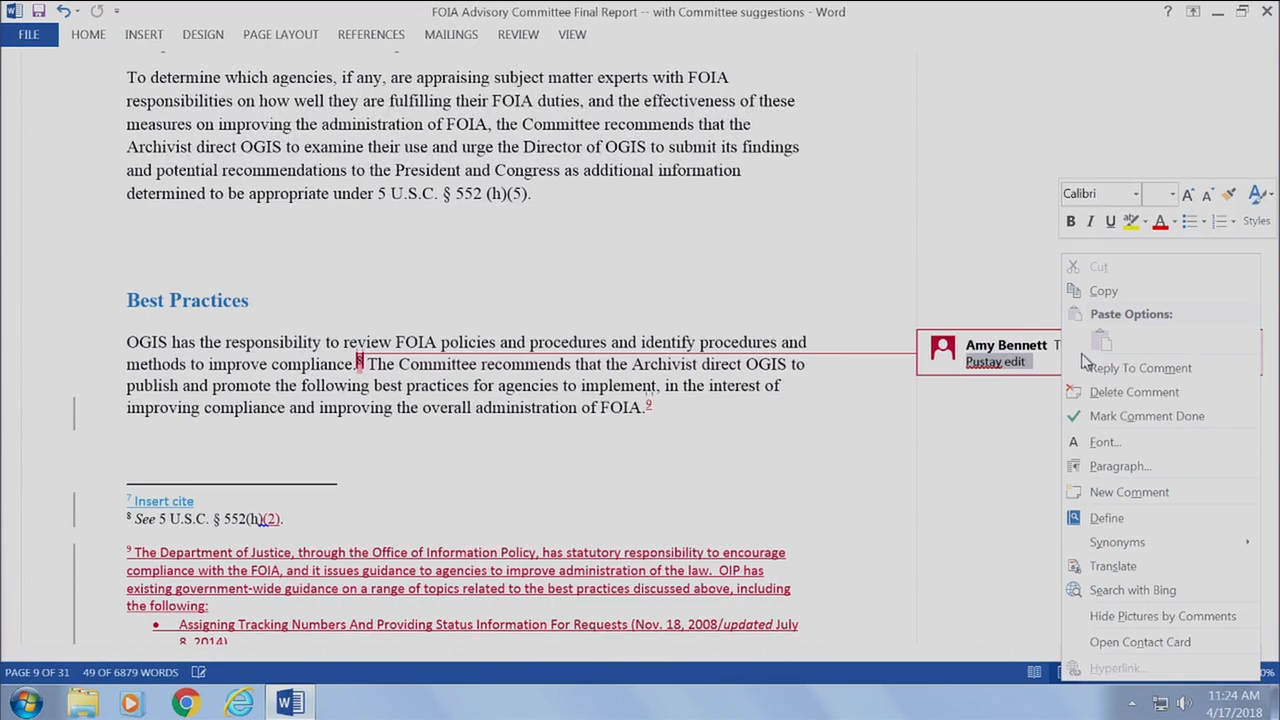 FOIA Advisory Committee Final Report -- with Committee suggestions - Word
FILE HOME INSERT DESIGN PAGE LAYOUT REFERENCES MAILINGS REVIEW VIEW
To determine which agencies, if any, are appraising subject matter experts with FOIA
responsibilities on how well they are fulfilling their FOIA duties, and the effectiveness of these
measures on improving the administration of FOIA, the Committee recommends that the
Archivist direct OGIS to examine their use and urge the Director of OGIS to submit its findings
and potential recommendations to the President and Congress as additional information
determined to be appropriate under 5 U.S.C. § 552 (h)(5).
Best Practices
OGIS has the responsibility to review FOIA policies and procedures and identify procedures and
methods to improve compliance.8 The Committee recommends that the Archivist direct OGIS to
publish and promote the following best practices for agencies to implement, in the interest of
improving compliance and improving the overall administration of FOIA.9
7 Insert cite
8 See 5 U.S.C. § 552(h)(2).
9 The Department of Justice, through the Office of Information Policy, has statutory responsibility to encourage
compliance with the FOIA, and it issues guidance to agencies to improve administration of the law. OIP has
existing government-wide guidance on a range of topics related to the best practices discussed above, including
the following:
• Assigning Tracking Numbers And Providing Status Information For Requests (Nov. 18, 2008/updated July
8, 2014)
Amy Bennett
Pustay edit
Calibri
B I U
Styles
Cut
Copy
Paste Options:
Reply To Comment
Delete Comment
Mark Comment Done
Font...
Paragraph...
New Comment
Define
Synonyms
Translate
Search with Bing
Hide Pictures by Comments
Open Contact Card
Hyperlink...
PAGE 9 OF 31 49 OF 6879 WORDS
11:24 AM
4/17/2018